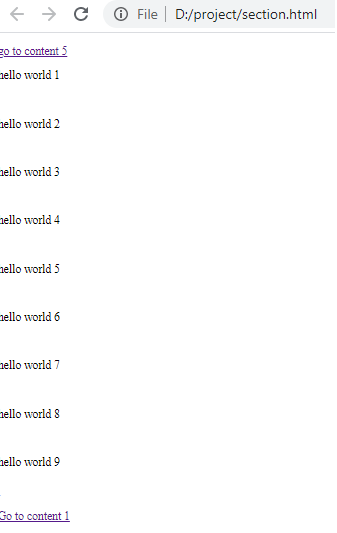 File D:/project/section.html
go to content 5
hello world 1
hello world 2
hello world 3
hello world 4
hello world 5
hello world 6
hello world 7
hello world 8
hello world 9
Go to content 1